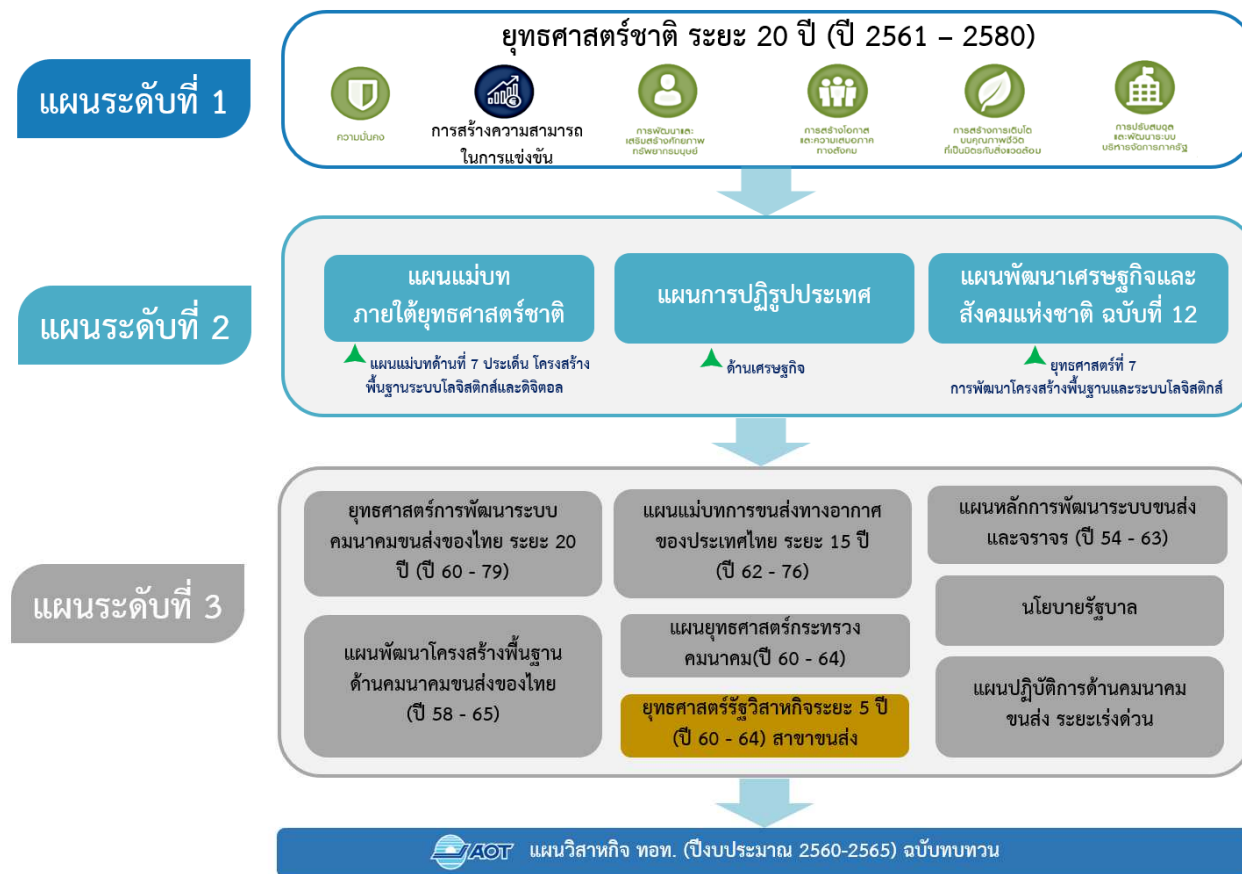 ยุทธศาสตร์ชาติ ระยะ 20 ปี (ปี 2561 – 2580)
แผนระดับที่ 1
ความมั่นคง
การสร้างความสามารถ
ในการแข่งขัน
การพัฒนาและ
เสริมสร้างศักยภาพ
ทรัพยากรมนุษย์
การสร้างโอกาส
และความเสมอภาค
ทางสังคม
การสร้างการเติบโต
บนคุณภาพชีวิต
ที่เป็นมิตรกับสิ่งแวดล้อม
การปรับสมดุล
และพัฒนาระบบ
บริหารจัดการภาครัฐ
แผนระดับที่ 2
แผนแม่บท
ภายใต้ยุทธศาสตร์ชาติ
แผนแม่บทด้านที่ 7 ประเด็น โครงสร้าง
พื้นฐานระบบโลจิสติกส์และดิจิตอล
แผนการปฏิรูปประเทศ
ด้านเศรษฐกิจ
แผนพัฒนาเศรษฐกิจและ
สังคมแห่งชาติ ฉบับที่ 12
ยุทธศาสตร์ที่ 7
การพัฒนาโครงสร้างพื้นฐานและระบบโลจิสติกส์
แผนระดับที่ 3
ยุทธศาสตร์การพัฒนาระบบ
คมนาคมขนส่งของไทย ระยะ 20
ปี (ปี 60 - 79)
แผนพัฒนาโครงสร้างพื้นฐาน
ด้านคมนาคมขนส่งของไทย
(ปี 58 - 65)
แผนแม่บทการขนส่งทางอากาศ
ของประเทศไทย ระยะ 15 ปี
(ปี 62 - 76)
แผนยุทธศาสตร์กระทรวง
คมนาคม(ปี 60 - 64)
ยุทธศาสตร์รัฐวิสาหกิจระยะ 5 ปี
(ปี 60 - 64) สาขาขนส่ง
แผนหลักการพัฒนาระบบขนส่ง
และจราจร (ปี 54 - 63)
นโยบายรัฐบาล
แผนปฏิบัติการด้านคมนาคม
ขนส่ง ระยะเร่งด่วน
AOT แผนวิสาหกิจ ทอท. (ปีงบประมาณ 2560-2565) ฉบับทบทวน